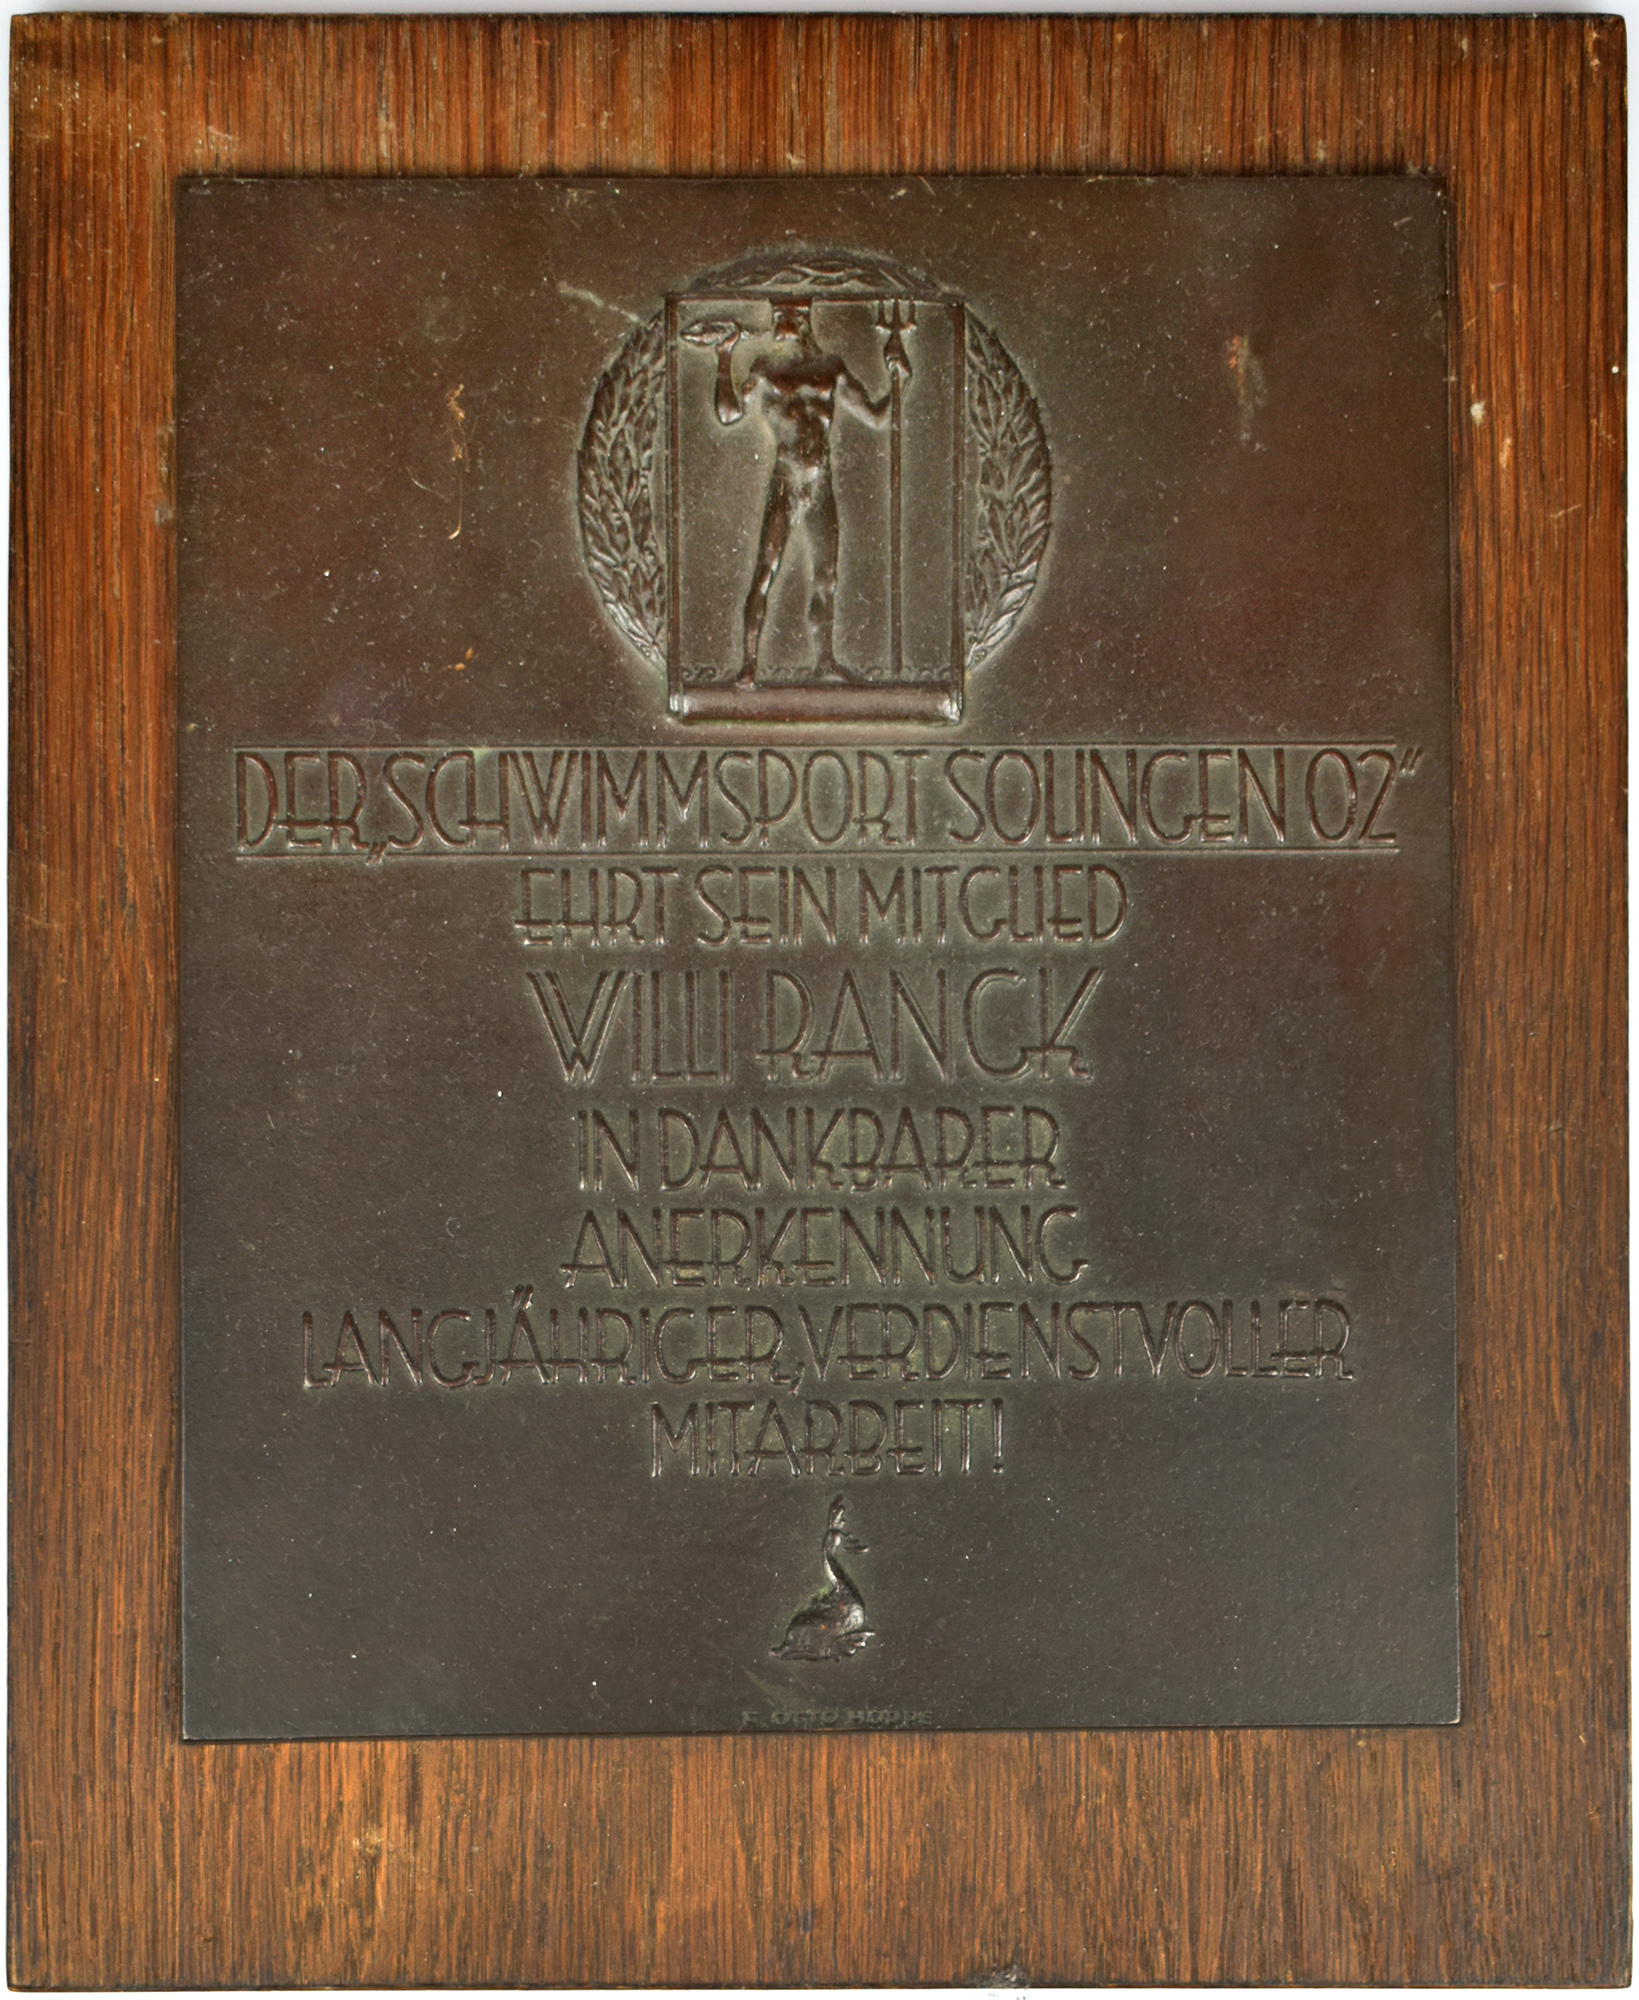 DER „SCHWIMMSPORT SOLINGEN 02“
EHRT SEIN MITGLIED
WILLI RANCK
IN DANKBARER
ANERKENNUNG
LANGJÄHRIGER, VERDIENSTVOLLER
MITARBEIT!
F. OTTO HOPPE